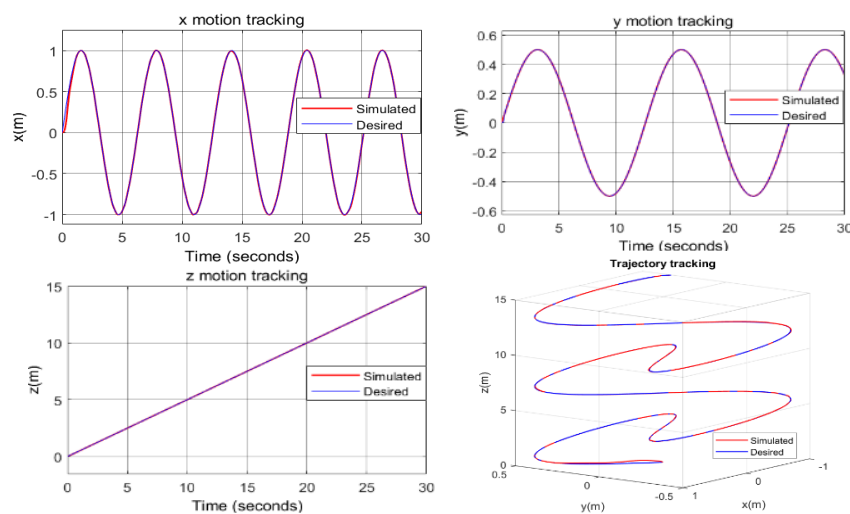 x motion tracking
1
0.5
0
-0.5
-1
x(m)
Simulated
Desired
0 5 10 15 20 25 30
Time (seconds)
y motion tracking
0.6
0.4
0.2
0
-0.2
-0.4
-0.6
y(m)
Simulated
Desired
0 5 10 15 20 25 30
Time (seconds)
z motion tracking
15
10
5
0
z(m)
Simulated
Desired
0 5 10 15 20 25 30
Time (seconds)
Trajectory tracking
15
10
5
0
z(m)
Simulated
Desired
0.5 0 -0.5
y(m)
1 0 -1
x(m)